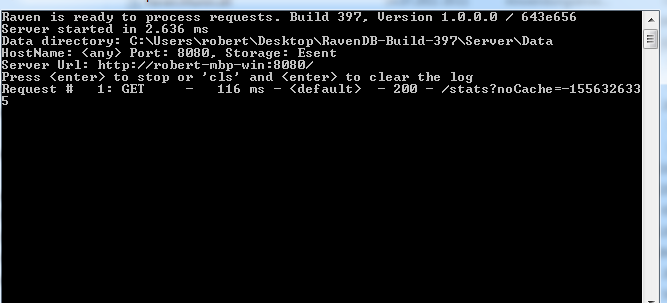 Raven is ready to process requests. Build 397, Version 1.0.0.0 / 643e656
Server started in 2.636 ms
Data directory: C:\Users\robert\Desktop\RavenDB-Build-397\Server\Data
HostName: <any> Port: 8080, Storage: Esent
Server Url: http://robert-mbp-win:8080/
Press <enter> to stop or 'cls' and <enter> to clear the log
Request #   1: GET     -   116 ms - <default>  - 200 - /stats?noCache=-155632633
5